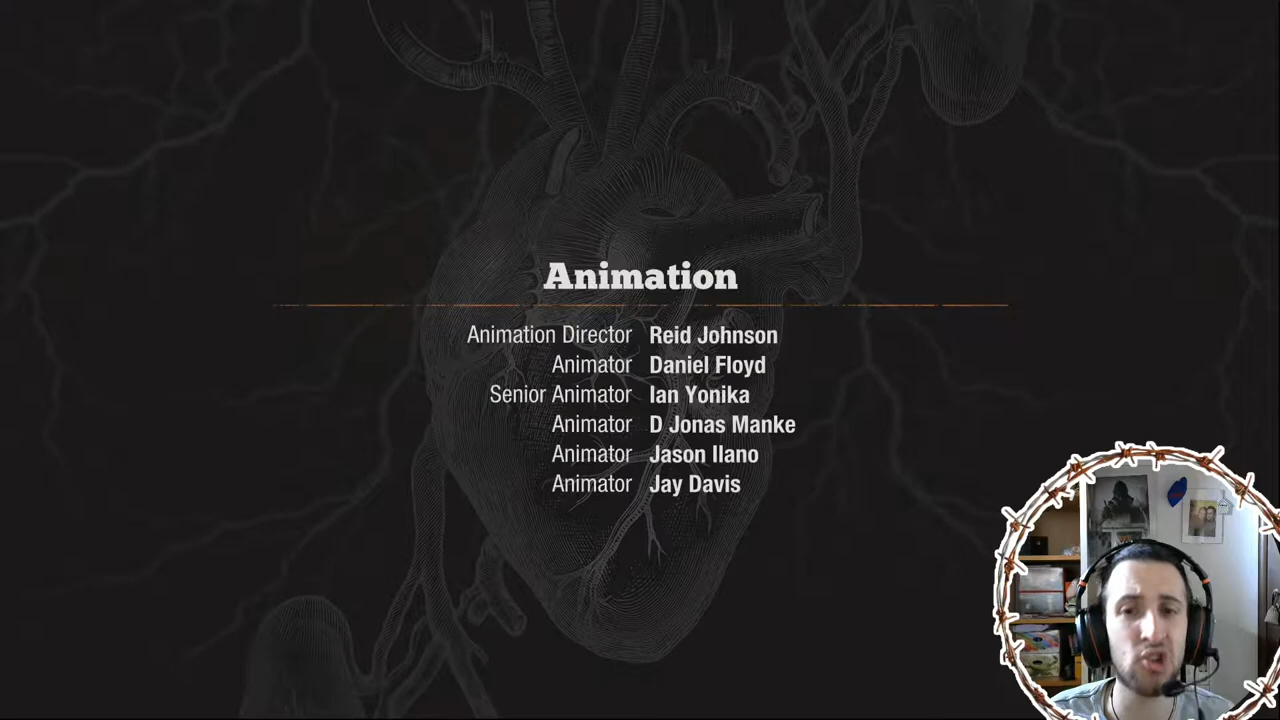 Animation
Animation Director Reid Johnson
Animator Daniel Floyd
Senior Animator Ian Yonika
Animator D Jonas Manke
Animator Jason Ilano
Animator Jay Davis